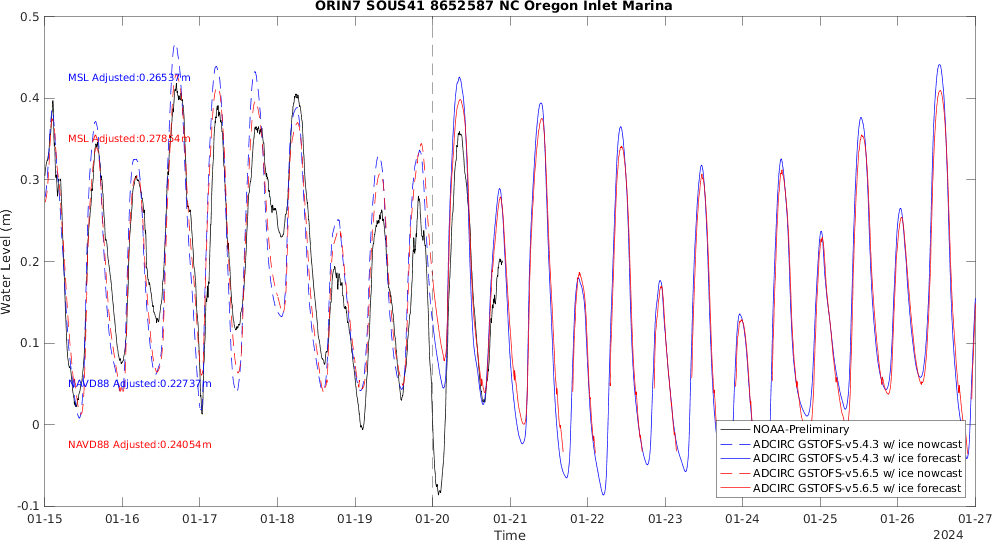 ORIN7 SOUS41 8652587 NC Oregon Inlet Marina
0.5
0.4
0.3
0.2
0.1
0
-0.1
Water Level (m)
MSL Adjusted:0.26537m
MSL Adjusted:0.27854m
NAVD88 Adjusted:0.22737m
NAVD88 Adjusted:0.24054m
NOAA-Preliminary
ADCIRC GSTOFS-v5.4.3 w/ ice nowcast
ADCIRC GSTOFS-v5.4.3 w/ ice forecast
ADCIRC GSTOFS-v5.6.5 w/ ice nowcast
ADCIRC GSTOFS-v5.6.5 w/ ice forecast
01-15 01-16 01-17 01-18 01-19 01-20 01-21 01-22 01-23 01-24 01-25 01-26 01-27
Time
2024